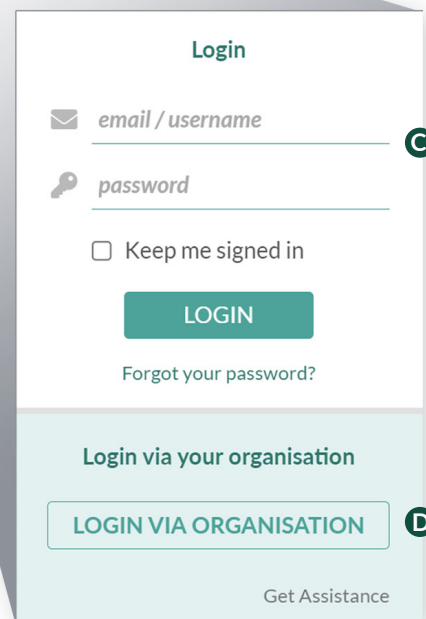 Login
email / username
C
password
Keep me signed in
LOGIN
Forgot your password?
Login via your organisation
LOGIN VIA ORGANISATION
D
Get Assistance